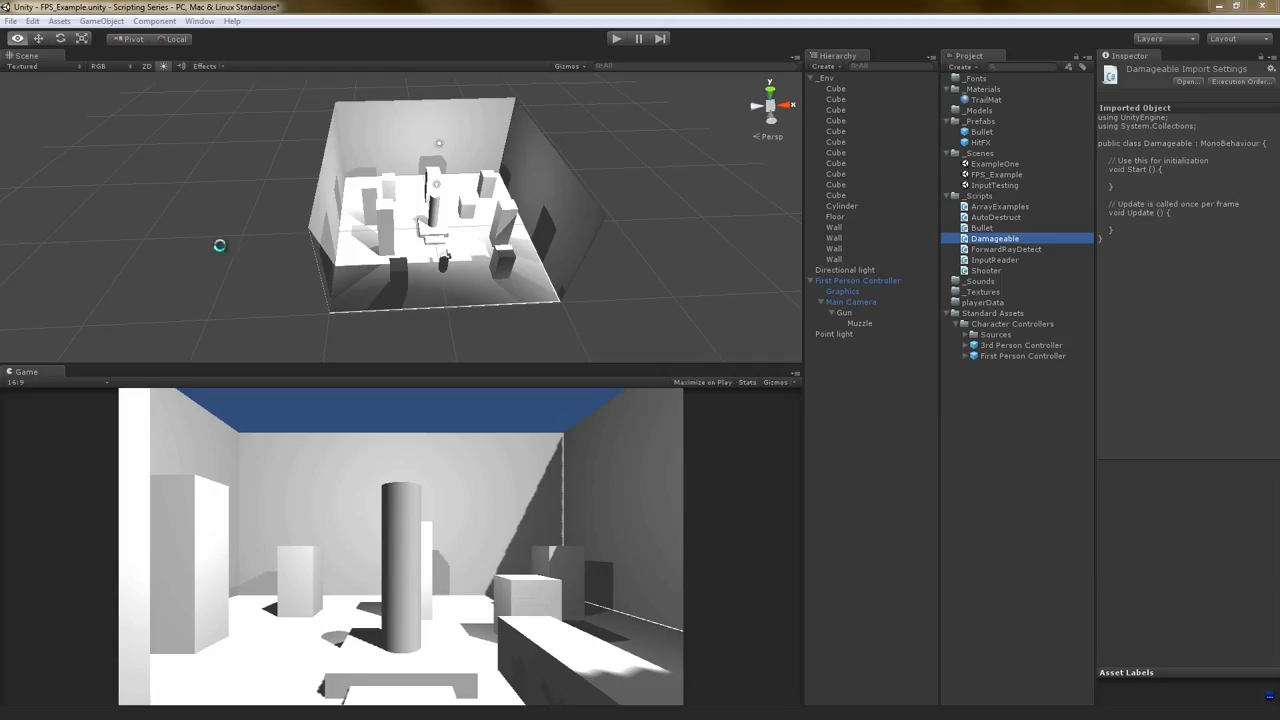 Unity - FPS_Example.unity - Scripting Series - PC, Mac & Linux Standalone*
File Edit Assets GameObject Component Window Help
Pivot Local Layers Layout
Scene
Textured RGB 2D Effects Gizmos All
Persp
Game
16:9 Maximize on Play Stats Gizmos
Hierarchy
Create All
_Env
Cube
Cube
Cube
Cube
Cube
Cube
Cube
Cube
Cube
Cube
Cube
Cylinder
Floor
Wall
Wall
Wall
Wall
Directional light
First Person Controller
Graphics
Main Camera
Gun
Muzzle
Point light
Project
Create
_Fonts
_Materials
TrailMat
_Models
_Prefabs
Bullet
HitFX
_Scenes
ExampleOne
FPS_Example
InputTesting
_Scripts
ArrayExamples
AutoDestruct
Bullet
Damageable
ForwardRayDetect
InputReader
Shooter
_Sounds
_Textures
playerData
Standard Assets
Character Controllers
Sources
3rd Person Controller
First Person Controller
Inspector
Damageable Import Settings
Open... Execution Order...
Imported Object
using UnityEngine;
using System.Collections;
public class Damageable : MonoBehaviour {
// Use this for initialization
void Start () {
}
// Update is called once per frame
void Update () {
}
}
Asset Labels
y
x